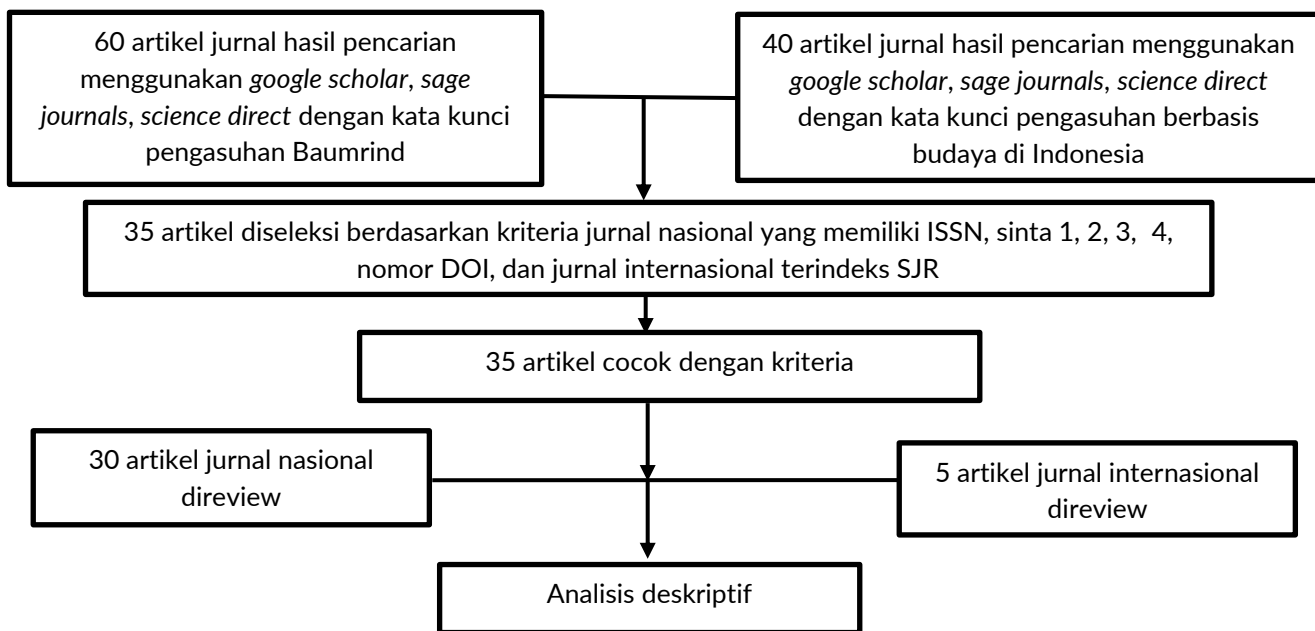 60 artikel jurnal hasil pencarian
menggunakan google scholar, sage
journals, science direct dengan kata kunci
pengasuhan Baumrind
40 artikel jurnal hasil pencarian menggunakan
google scholar, sage journals, science direct
dengan kata kunci pengasuhan berbasis
budaya di Indonesia
35 artikel diseleksi berdasarkan kriteria jurnal nasional yang memiliki ISSN, sinta 1, 2, 3, 4,
nomor DOI, dan jurnal internasional terindeks SJR
35 artikel cocok dengan kriteria
30 artikel jurnal nasional
direview
5 artikel jurnal internasional
direview
Analisis deskriptif